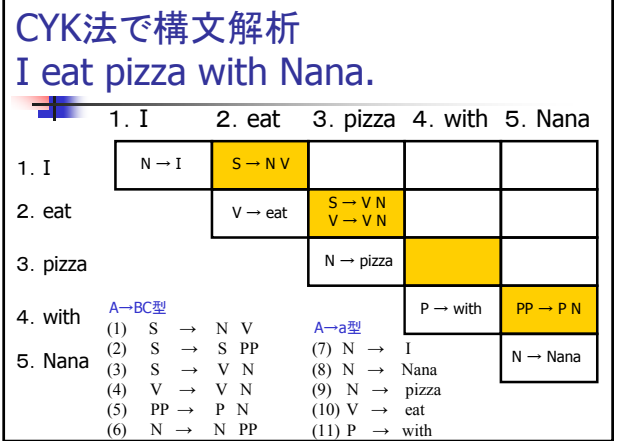 CYK法で構文解析
I eat pizza with Nana.
1. I 2. eat 3. pizza 4. with 5. Nana
1. I N → I S → N V
2. eat V → eat S → V N
V → V N
3. pizza N → pizza
4. with P → with PP → P N
5. Nana N → Nana
A→BC型
(1) S → N V
(2) S → S PP
(3) S → V N
(4) V → V N
(5) PP → P N
(6) N → N PP
A→a型
(7) N → I
(8) N → Nana
(9) N → pizza
(10) V → eat
(11) P → with